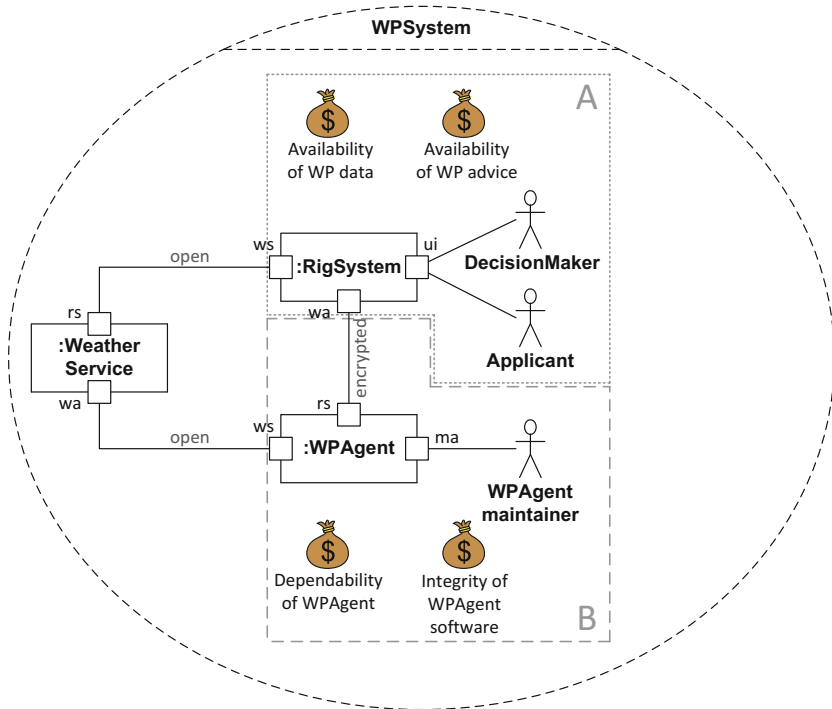 WPSystem
A
$
$
Availability
of WP data
Availability
of WP advice
ws
ui
open
:RigSystem
DecisionMaker
rs
wa
:Weather
Service
encrypted
Applicant
wa
rs
open
ws
:WPAgent
ma
WPAgent
maintainer
$
$
Dependability
of WPAgent
Integrity of
WPAgent
software
B